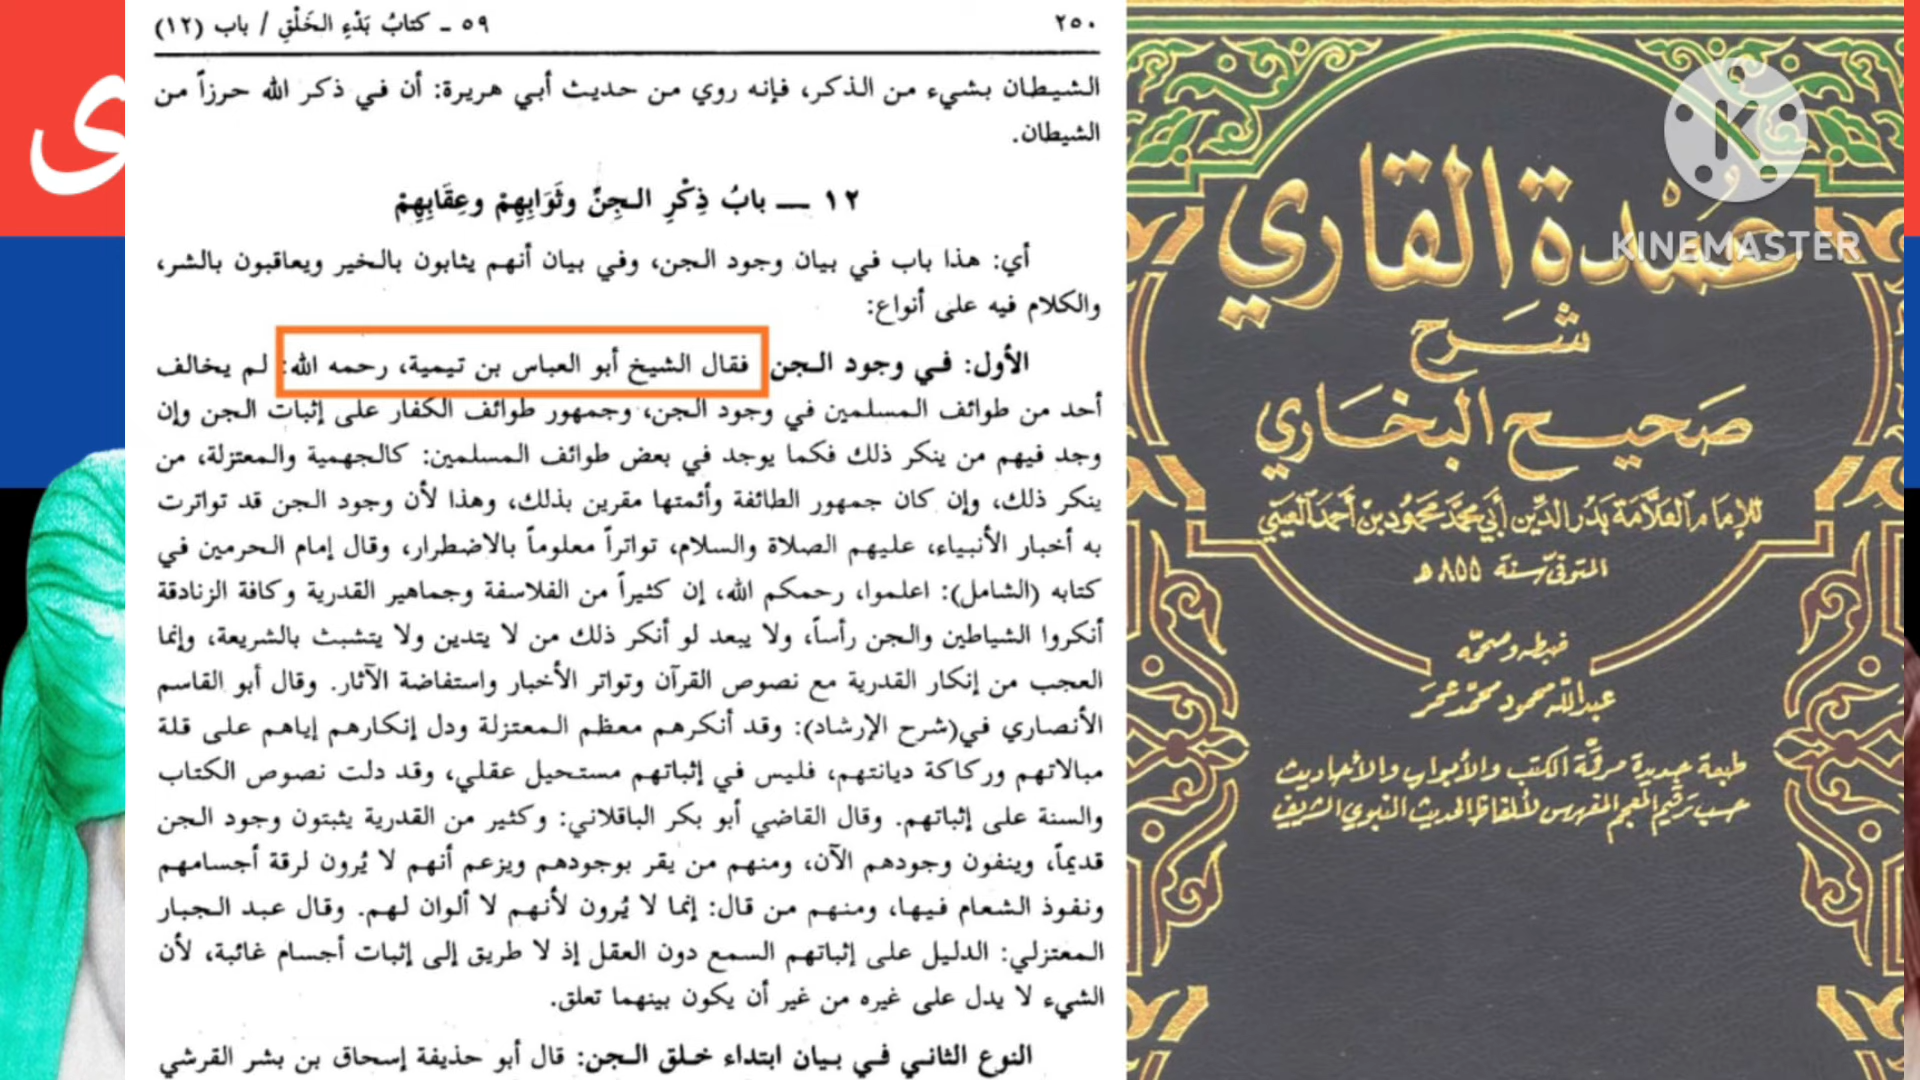 ٢٥٠
٥٩ ـ كتابُ بَدْءِ الخَلْقِ / باب (١٢)
الشيطان بشيء من الذكر، فإنه روي من حديث أبي هريرة: أن في ذكر الله حرزاً من
الشيطان.
١٢ ــ بابُ ذِكْرِ الجِنِّ وثَوَابِهِمْ وعِقَابِهِمْ
أي: هذا باب في بيان وجود الجن، وفي بيان أنهم يثابون بالخير ويعاقبون بالشر،
والكلام فيه على أنواع:
الأول: في وجود الجن فقال الشيخ أبو العباس بن تيمية، رحمه الله: لم يخالف
أحد من طوائف المسلمين في وجود الجن، وجمهور طوائف الكفار على إثبات الجن وإن
وجد فيهم من ينكر ذلك فكما يوجد في بعض طوائف المسلمين: كالجهمية والمعتزلة، من
ينكر ذلك، وإن كان جمهور الطائفة وأئمتها مقرين بذلك، وهذا لأن وجود الجن قد تواترت
به أخبار الأنبياء، عليهم الصلاة والسلام، تواتراً معلوماً بالاضطرار، وقال إمام الحرمين في
كتابه (الشامل): اعلموا، رحمكم الله، إن كثيراً من الفلاسفة وجماهير القدرية وكافة الزنادقة
أنكروا الشياطين والجن رأساً، ولا يبعد لو أنكر ذلك من لا يتدين ولا يتشبث بالشريعة، وإنما
العجب من إنكار القدرية مع نصوص القرآن وتواتر الأخبار واستفاضة الآثار. وقال أبو القاسم
الأنصاري في(شرح الإرشاد): وقد أنكرهم معظم المعتزلة ودل إنكارهم إياهم على قلة
مبالاتهم وركاكة ديانتهم، فليس في إثباتهم مستحيل عقلي، وقد دلت نصوص الكتاب
والسنة على إثباتهم. وقال القاضي أبو بكر الباقلاني: وكثير من القدرية يثبتون وجود الجن
قديماً، وينفون وجودهم الآن، ومنهم من يقر بوجودهم ويزعم أنهم لا يُرون لرقة أجسامهم
ونفوذ الشعام فيها، ومنهم من قال: إنما لا يُرون لأنهم لا ألوان لهم. وقال عبد الجبار
المعتزلي: الدليل على إثباتهم السمع دون العقل إذ لا طريق إلى إثبات أجسام غائبة، لأن
الشيء لا يدل على غيره من غير أن يكون بينهما تعلق.
النوع الثاني في بيان ابتداء خلق الجن: قال أبو حذيفة إسحاق بن بشر القرشي
عُمْدة القاري
شرح
صحيح البخاري
للإمام العلامة بدر الدين أبي محمد محمود بن أحمد العيني
المتوفى سنة ٨٥٥ هـ
ضبطه وصححه
عبد الله محمود محمد عمر
طبعة جديدة مرقمة الكتب والأبواب والأحاديث
حسب ترقيم المعجم المفهرس لألفاظ الحديث النبوي الشريف
K
KINEMASTER